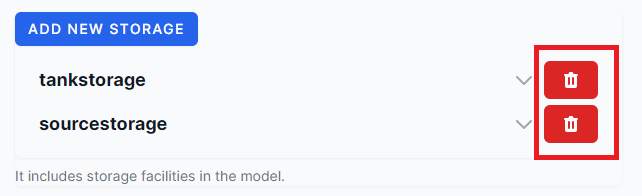 ADD NEW STORAGE
tankstorage
sourcestorage
It includes storage facilities in the model.